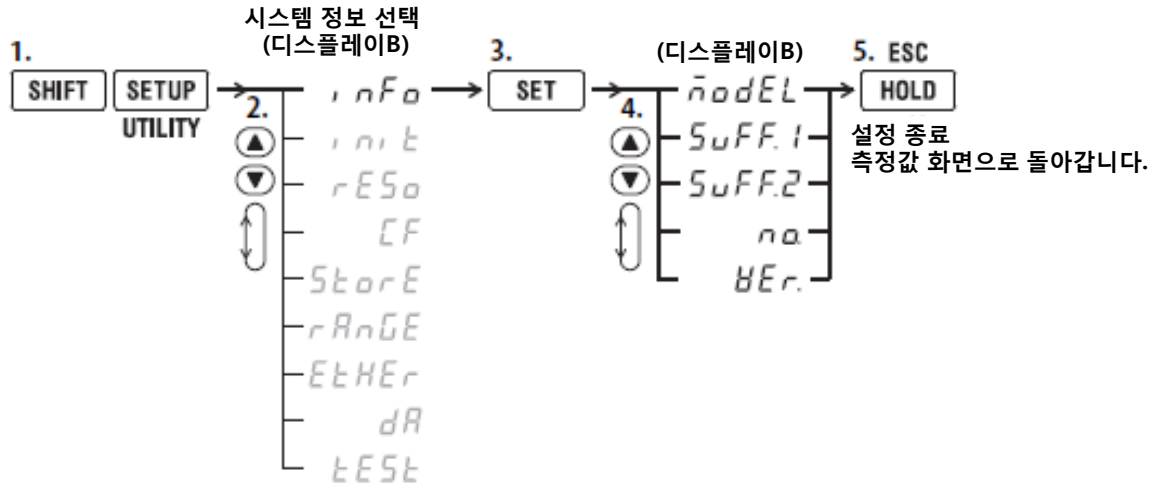 시스템 정보 선택
(디스플레이B)
1.
SHIFT SETUP
UTILITY
2.
inFo
init
rESo
CF
StorE
rAnGE
EtHEr
dA
tESt
3.
SET
(디스플레이B)
4.
modEL
SuFF.1
SuFF.2
no.
VEr.
5. ESC
HOLD
설정 종료
측정값 화면으로 돌아갑니다.